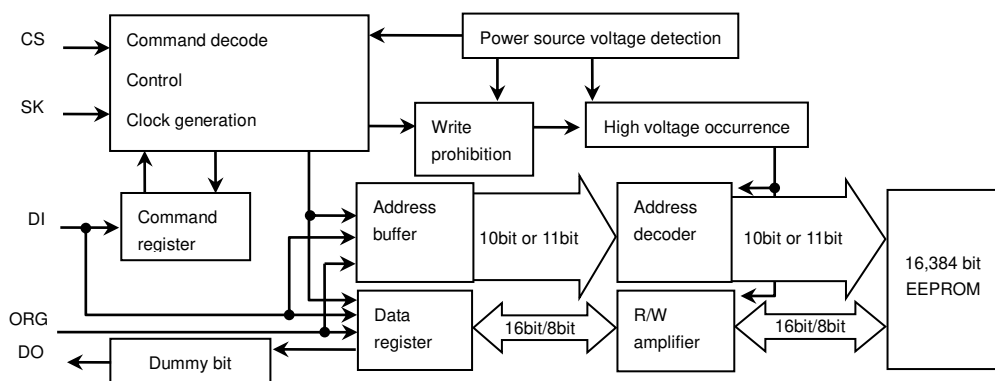 CS
Command decode
Power source voltage detection
Control
SK
Clock generation
Write
prohibition
High voltage occurrence
DI
Command
register
Address
buffer
10bit or 11bit
Address
decoder
10bit or 11bit
16,384 bit
EEPROM
ORG
Data
register
16bit/8bit
R/W
amplifier
16bit/8bit
DO
Dummy bit